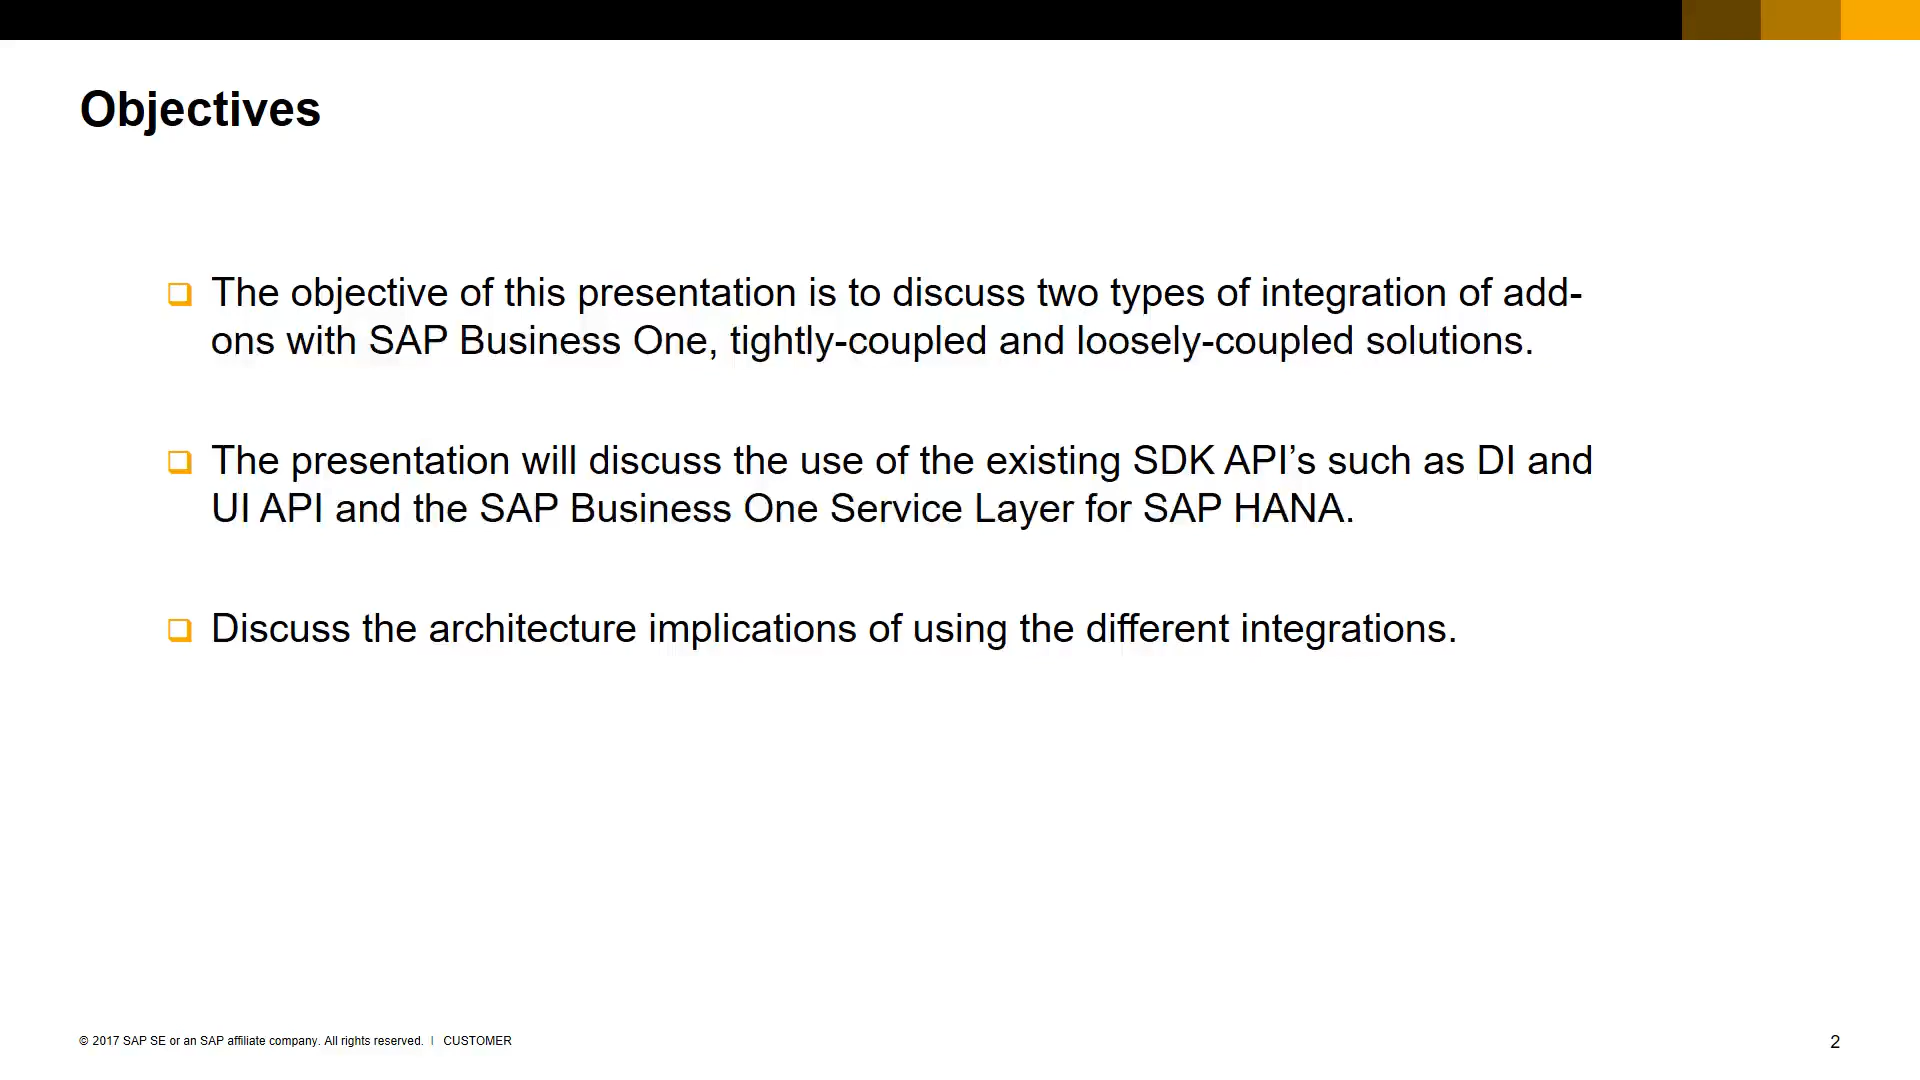 Objectives
❑ The objective of this presentation is to discuss two types of integration of add-
ons with SAP Business One, tightly-coupled and loosely-coupled solutions.
❑ The presentation will discuss the use of the existing SDK API’s such as DI and
UI API and the SAP Business One Service Layer for SAP HANA.
❑ Discuss the architecture implications of using the different integrations.
© 2017 SAP SE or an SAP affiliate company. All rights reserved. | CUSTOMER
2